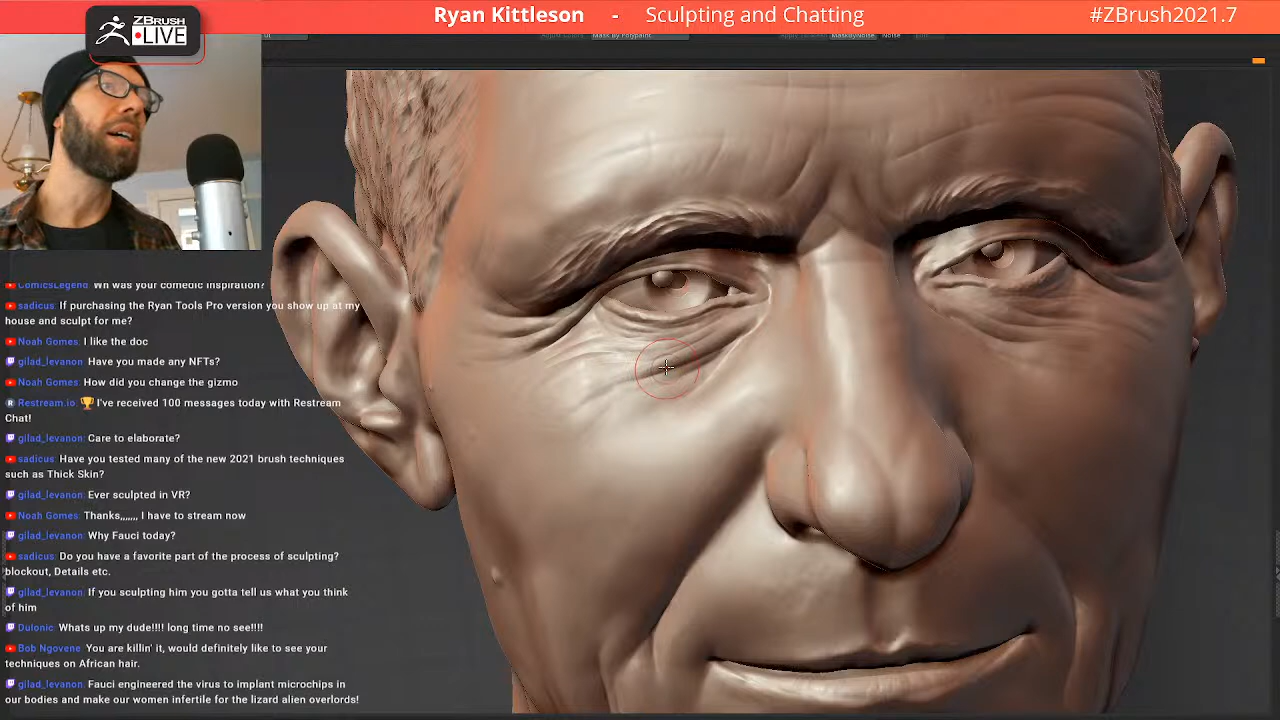 Ryan Kittleson - Sculpting and Chatting #ZBrush2021.7
ZBRUSH
LIVE
Mask By Polypaint
MaskByNoise Noise
ComicsLegend: Wh was your comedic inspiration?
sadicus: If purchasing the Ryan Tools Pro version you show up at my
house and sculpt for me?
Noah Gomes: I like the doc
gilad_levanon: Have you made any NFTs?
Noah Gomes: How did you change the gizmo
Restream.io: 🏆 I've received 100 messages today with Restream
Chat!
gilad_levanon: Care to elaborate?
sadicus: Have you tested many of the new 2021 brush techniques
such as Thick Skin?
gilad_levanon: Ever sculpted in VR?
Noah Gomes: Thanks,,,,,,, I have to stream now
gilad_levanon: Why Fauci today?
sadicus: Do you have a favorite part of the process of sculpting?
blockout, Details etc.
gilad_levanon: If you sculpting him you gotta tell us what you think
of him
Dulonic: Whats up my dude!!!! long time no see!!!!
Bob Ngovene: You are killin' it, would definitely like to see your
techniques on African hair.
gilad_levanon: Fauci engineered the virus to implant microchips in
our bodies and make our women infertile for the lizard alien overlords!